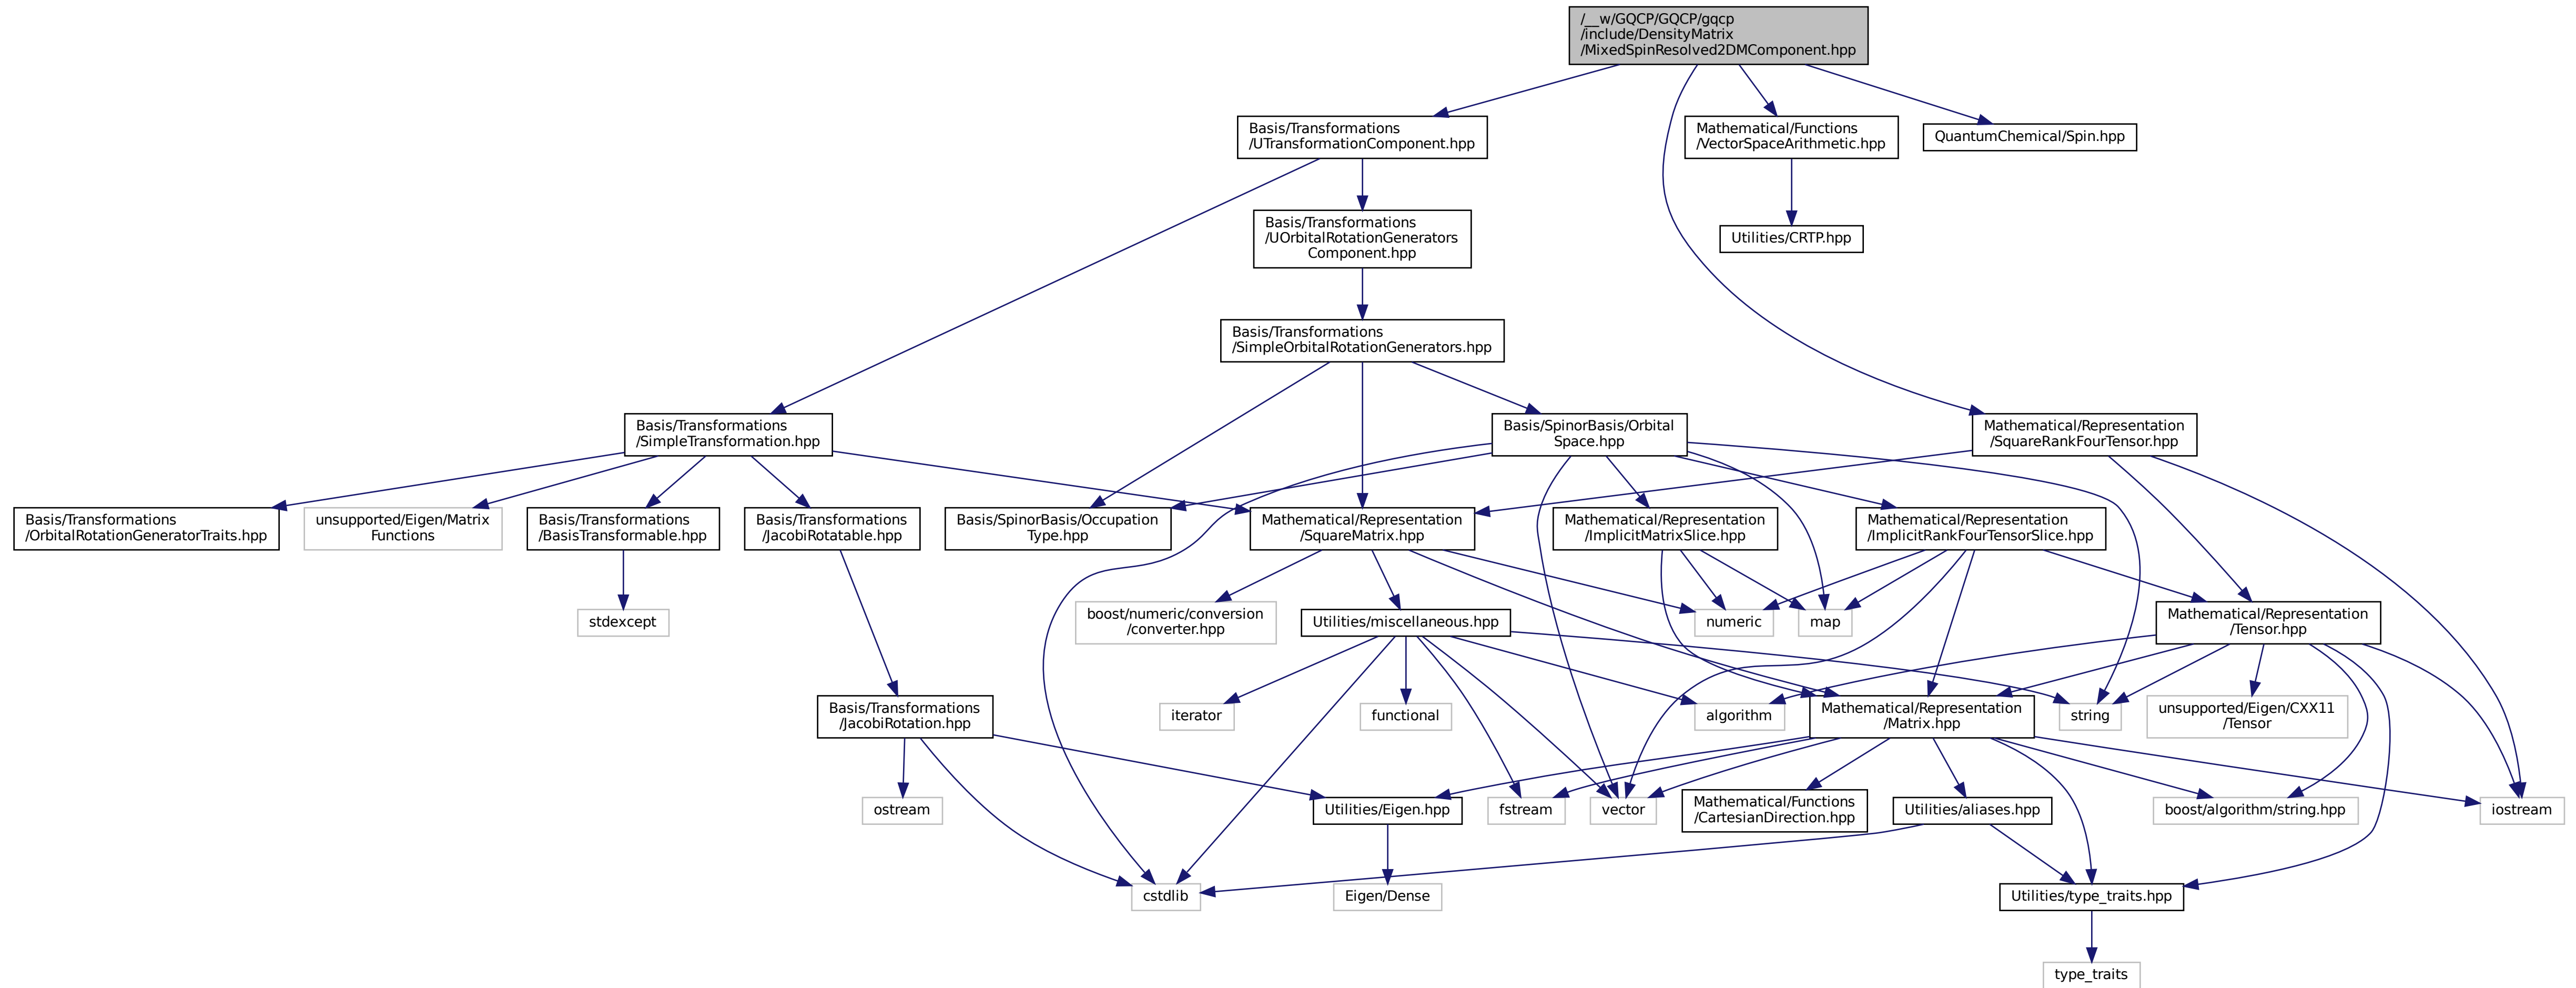 /__w/GQCP/GQCP/gqcp
/include/DensityMatrix
/MixedSpinResolved2DMComponent.hpp
Basis/Transformations
/UTransformationComponent.hpp
Mathematical/Functions
/VectorSpaceArithmetic.hpp
QuantumChemical/Spin.hpp
Basis/Transformations
/UOrbitalRotationGenerators
Component.hpp
Utilities/CRTP.hpp
Basis/Transformations
/SimpleOrbitalRotationGenerators.hpp
Basis/Transformations
/SimpleTransformation.hpp
Basis/SpinorBasis/Orbital
Space.hpp
Mathematical/Representation
/SquareRankFourTensor.hpp
Basis/Transformations
/OrbitalRotationGeneratorTraits.hpp
unsupported/Eigen/Matrix
Functions
Basis/Transformations
/BasisTransformable.hpp
Basis/Transformations
/JacobiRotatable.hpp
Basis/SpinorBasis/Occupation
Type.hpp
Mathematical/Representation
/SquareMatrix.hpp
Mathematical/Representation
/ImplicitMatrixSlice.hpp
Mathematical/Representation
/ImplicitRankFourTensorSlice.hpp
stdexcept
boost/numeric/conversion
/converter.hpp
Utilities/miscellaneous.hpp
numeric
map
Mathematical/Representation
/Tensor.hpp
Basis/Transformations
/JacobiRotation.hpp
iterator
functional
algorithm
Mathematical/Representation
/Matrix.hpp
string
unsupported/Eigen/CXX11
/Tensor
ostream
Utilities/Eigen.hpp
fstream
vector
Mathematical/Functions
/CartesianDirection.hpp
Utilities/aliases.hpp
boost/algorithm/string.hpp
iostream
cstdlib
Eigen/Dense
Utilities/type_traits.hpp
type_traits